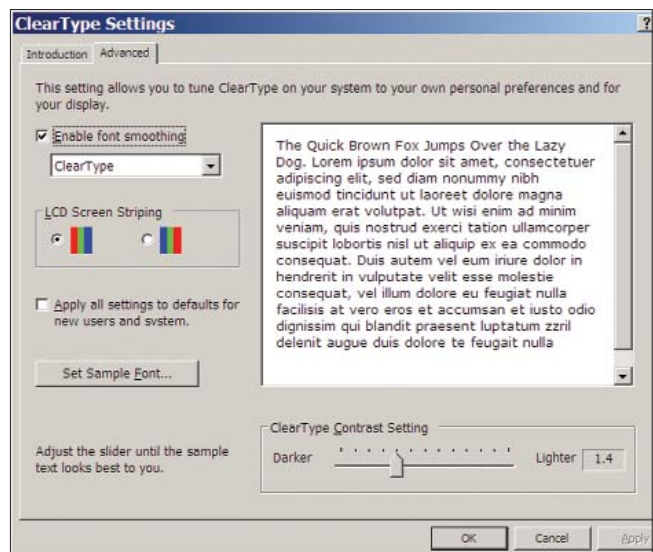 ClearType Settings
?
Introduction
Advanced
This setting allows you to tune ClearType on your system to your own personal preferences and for
your display.
Enable font smoothing
ClearType
LCD Screen Striping
Apply all settings to defaults for
new users and system.
Set Sample Font...
Adjust the slider until the sample
text looks best to you.
The Quick Brown Fox Jumps Over the Lazy
Dog. Lorem ipsum dolor sit amet, consectetuer
adipiscing elit, sed diam nonummy nibh
euismod tincidunt ut laoreet dolore magna
aliquam erat volutpat. Ut wisi enim ad minim
veniam, quis nostrud exerci tation ullamcorper
suscipit lobortis nisl ut aliquip ex ea commodo
consequat. Duis autem vel eum iriure dolor in
hendrerit in vulputate velit esse molestie
consequat, vel illum dolore eu feugiat nulla
facilisis at vero eros et accumsan et iusto odio
dignissim qui blandit praesent luptatum zzril
delenit augue duis dolore te feugait nulla
ClearType Contrast Setting
Darker
Lighter
1.4
OK
Cancel
Apply